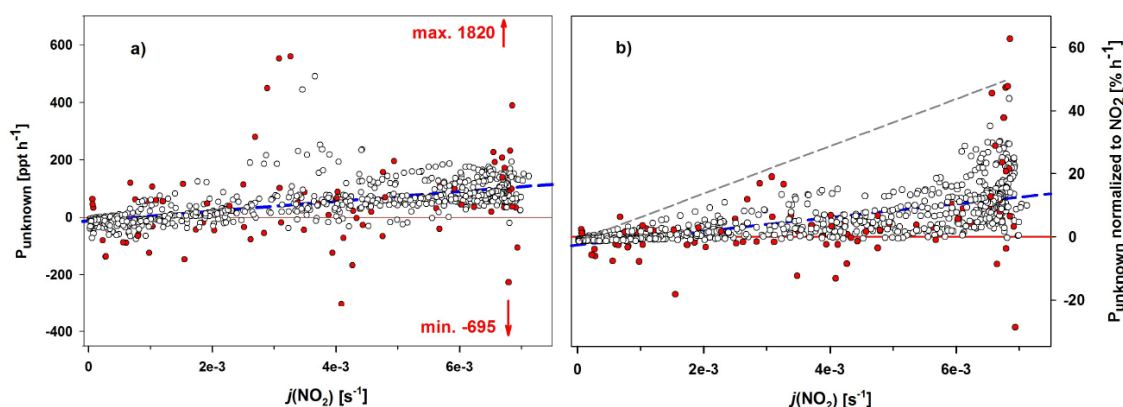 a)
max. 1820
600
400
200
0
-200
-400
min. -695
P unknown [ppt h-1]
0
2e-3
4e-3
6e-3
j(NO2) [s-1]
b)
60
40
20
0
-20
P unknown normalized to NO2 [% h-1]
0
2e-3
4e-3
6e-3
j(NO2) [s-1]